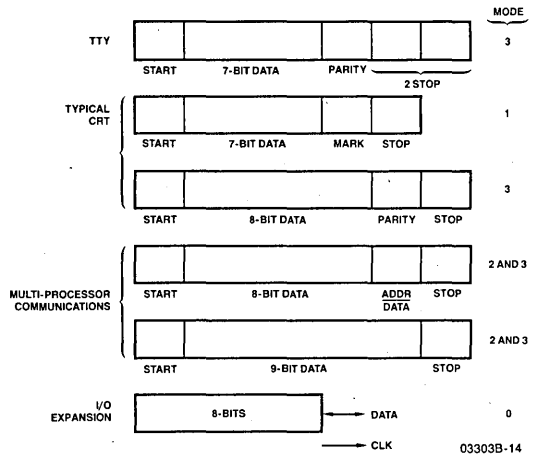 MODE
TTY 3
START 7-BIT DATA PARITY
2 STOP
TYPICAL
CRT
1
START 7-BIT DATA MARK STOP
3
START 8-BIT DATA PARITY STOP
2 AND 3
MULTI-PROCESSOR
COMMUNICATIONS
START 8-BIT DATA ADDR STOP
DATA
2 AND 3
START 9-BIT DATA STOP
I/O
EXPANSION
8-BITS DATA 0
CLK
03303B-14